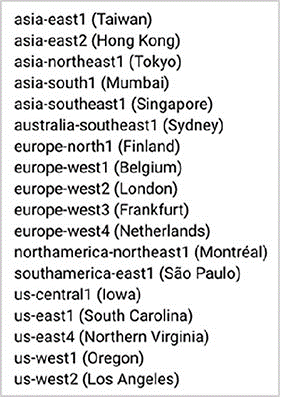 asia-east1 (Taiwan)
asia-east2 (Hong Kong)
asia-northeast1 (Tokyo)
asia-south1 (Mumbai)
asia-southeast1 (Singapore)
australia-southeast1 (Sydney)
europe-north1 (Finland)
europe-west1 (Belgium)
europe-west2 (London)
europe-west3 (Frankfurt)
europe-west4 (Netherlands)
northamerica-northeast1 (Montréal)
southamerica-east1 (São Paulo)
us-central1 (Iowa)
us-east1 (South Carolina)
us-east4 (Northern Virginia)
us-west1 (Oregon)
us-west2 (Los Angeles)